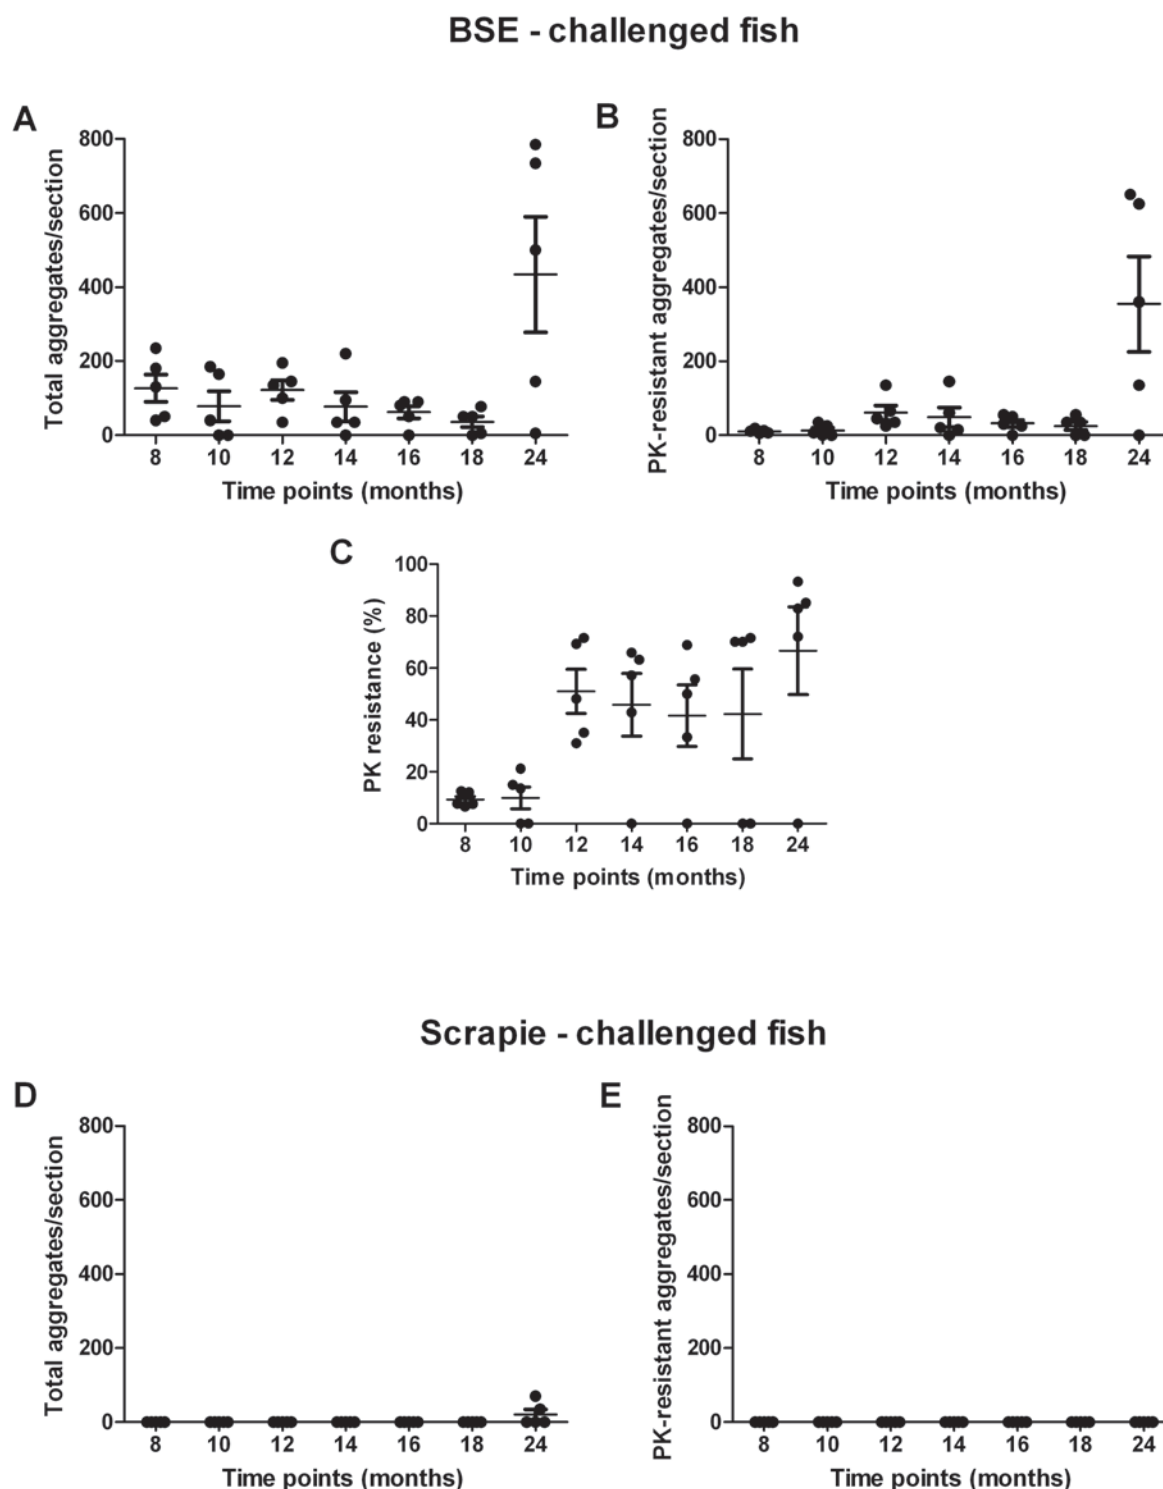 BSE - challenged fish
A
Total aggregates/section
800
600
400
200
0
8 10 12 14 16 18 24
Time points (months)
B
PK-resistant aggregates/section
800
600
400
200
0
8 10 12 14 16 18 24
Time points (months)
C
PK resistance (%)
100
80
60
40
20
0
8 10 12 14 16 18 24
Time points (months)
Scrapie - challenged fish
D
Total aggregates/section
800
600
400
200
0
8 10 12 14 16 18 24
Time points (months)
E
PK-resistant aggregates/section
800
600
400
200
0
8 10 12 14 16 18 24
Time points (months)